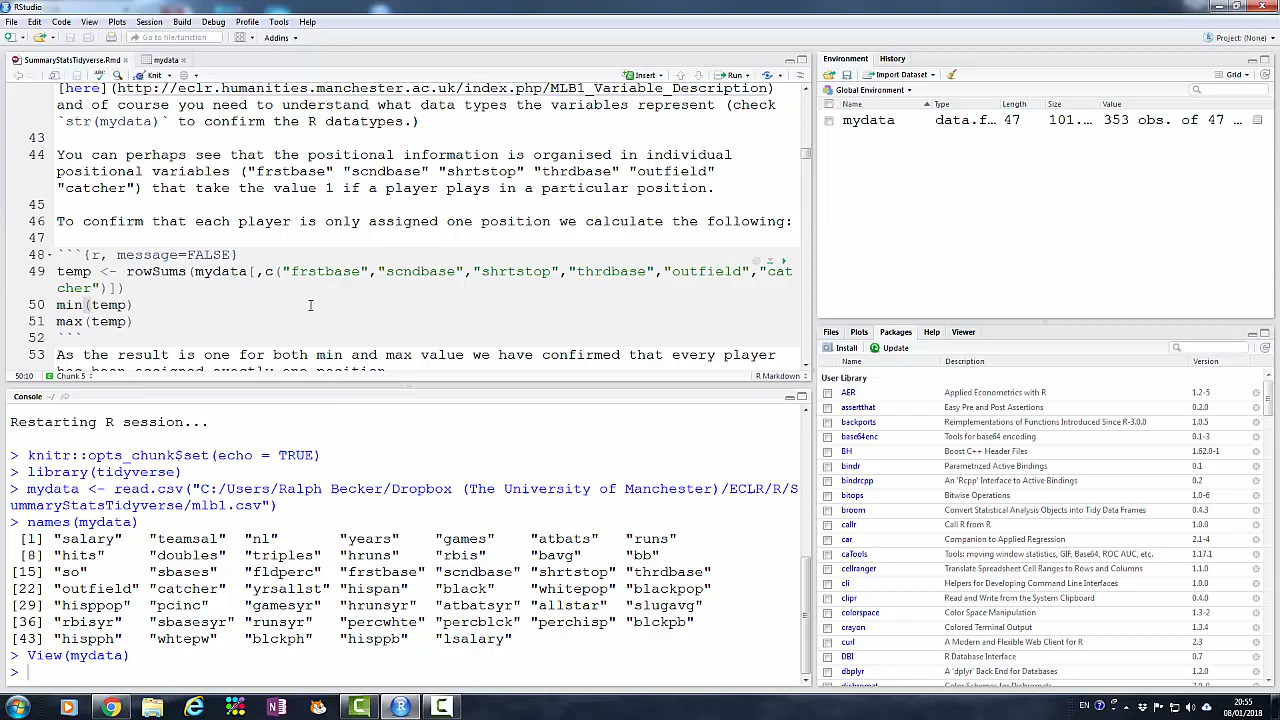 RStudio
File Edit Code View Plots Session Build Debug Profile Tools Help
Go to file/function Addins Project: (None)
SummaryStatsTidyverse.Rmd mydata
Knit Insert Run
[here](http://eclr.humanities.manchester.ac.uk/index.php/MLB1_Variable_Description)
and of course you need to understand what data types the variables represent (check
`str(mydata)` to confirm the R datatypes.)
43
44 You can perhaps see that the positional information is organised in individual
positional variables ("frstbase" "scndbase" "shrtstop" "thrdbase" "outfield"
"catcher") that take the value 1 if a player plays in a particular position.
45
46 To confirm that each player is only assigned one position we calculate the following:
47
48 ```{r, message=FALSE}
49 temp <- rowSums(mydata[,c("frstbase","scndbase","shrtstop","thrdbase","outfield","cat
cher")])
50 min(temp)
51 max(temp)
52 ```
53 As the result is one for both min and max value we have confirmed that every player
has been assigned exactly one position
50:10 Chunk 5 R Markdown
Console ~/
Restarting R session...
> knitr::opts_chunk$set(echo = TRUE)
> library(tidyverse)
> mydata <- read.csv("C:/Users/Ralph Becker/Dropbox (The University of Manchester)/ECLR/R/S
ummaryStatsTidyverse/mlb1.csv")
> names(mydata)
[1] "salary" "teamsal" "nl" "years" "games" "atbats" "runs"
[8] "hits" "doubles" "triples" "hruns" "rbis" "bavg" "bb"
[15] "so" "sbases" "fldperc" "frstbase" "scndbase" "shrtstop" "thrdbase"
[22] "outfield" "catcher" "yrsallst" "hispan" "black" "whitepop" "blackpop"
[29] "hisppop" "pcinc" "gamesyr" "hrunsyr" "atbatsyr" "allstar" "slugavg"
[36] "rbisyr" "sbasesyr" "runsyr" "percwhte" "percblck" "perchisp" "blckpb"
[43] "hispph" "whtepw" "blckph" "hisppb" "lsalary"
> View(mydata)
>
Environment History
Import Dataset Grid
Global Environment
Name Type Length Size Value
mydata data.f… 47 101.… 353 obs. of 47 …
Files Plots Packages Help Viewer
Install Update
Name Description Version
User Library
AER Applied Econometrics with R 1.2-5
assertthat Easy Pre and Post Assertions 0.2.0
backports Reimplementations of Functions Introduced Since R-3.0.0 1.0.5
base64enc Tools for base64 encoding 0.1-3
BH Boost C++ Header Files 1.62.0-1
bindr Parametrized Active Bindings 0.1
bindrcpp An 'Rcpp' Interface to Active Bindings 0.2
bitops Bitwise Operations 1.0-6
broom Convert Statistical Analysis Objects into Tidy Data Frames 0.4.3
callr Call R from R 1.0.0
car Companion to Applied Regression 2.1-4
caTools Tools: moving window statistics, GIF, Base64, ROC AUC, etc. 1.17.1
cellranger Translate Spreadsheet Cell Ranges to Rows and Columns 1.1.0
cli Helpers for Developing Command Line Interfaces 1.0.0
clipr Read and Write from the System Clipboard 0.4.0
colorspace Color Space Manipulation 1.3-2
crayon Colored Terminal Output 1.3.4
curl A Modern and Flexible Web Client for R 2.3
DBI R Database Interface 0.7
dbplyr A 'dplyr' Back End for Databases 1.2.0
EN 20:55
08/01/2018